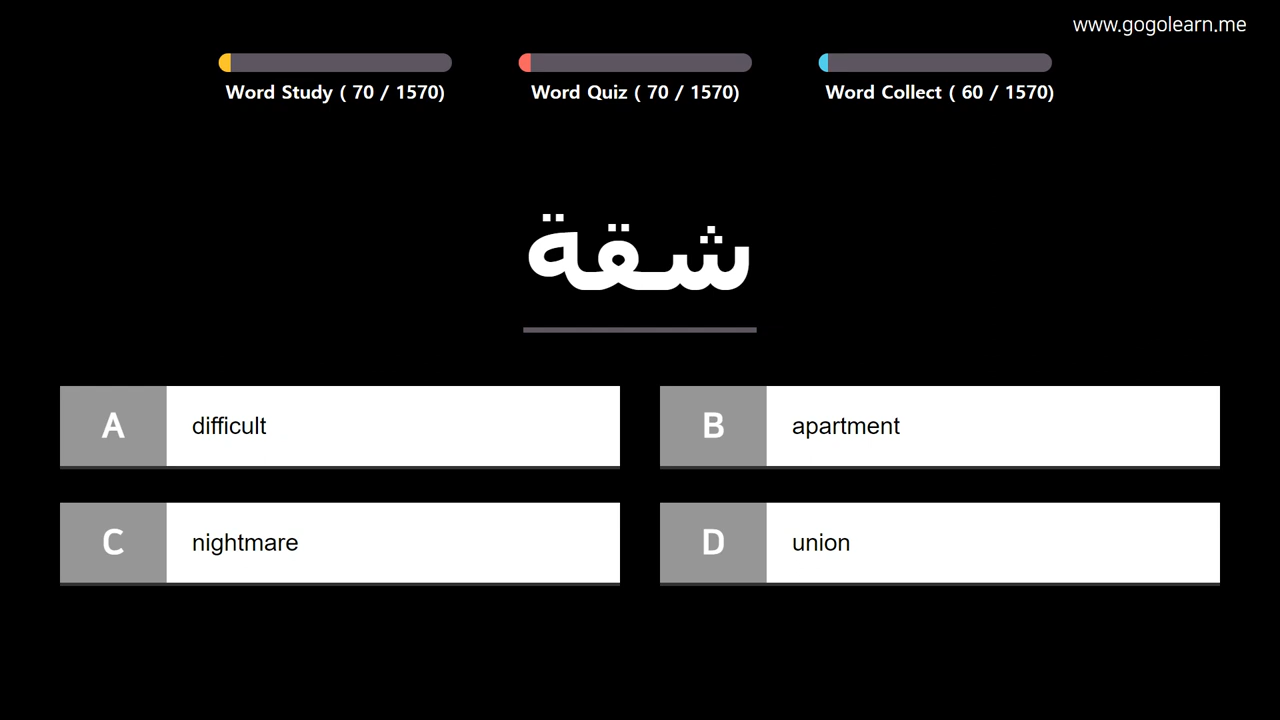 www.gogolearn.me
Word Study ( 70 / 1570)
Word Quiz ( 70 / 1570)
Word Collect ( 60 / 1570)
شقة
A difficult
B apartment
C nightmare
D union